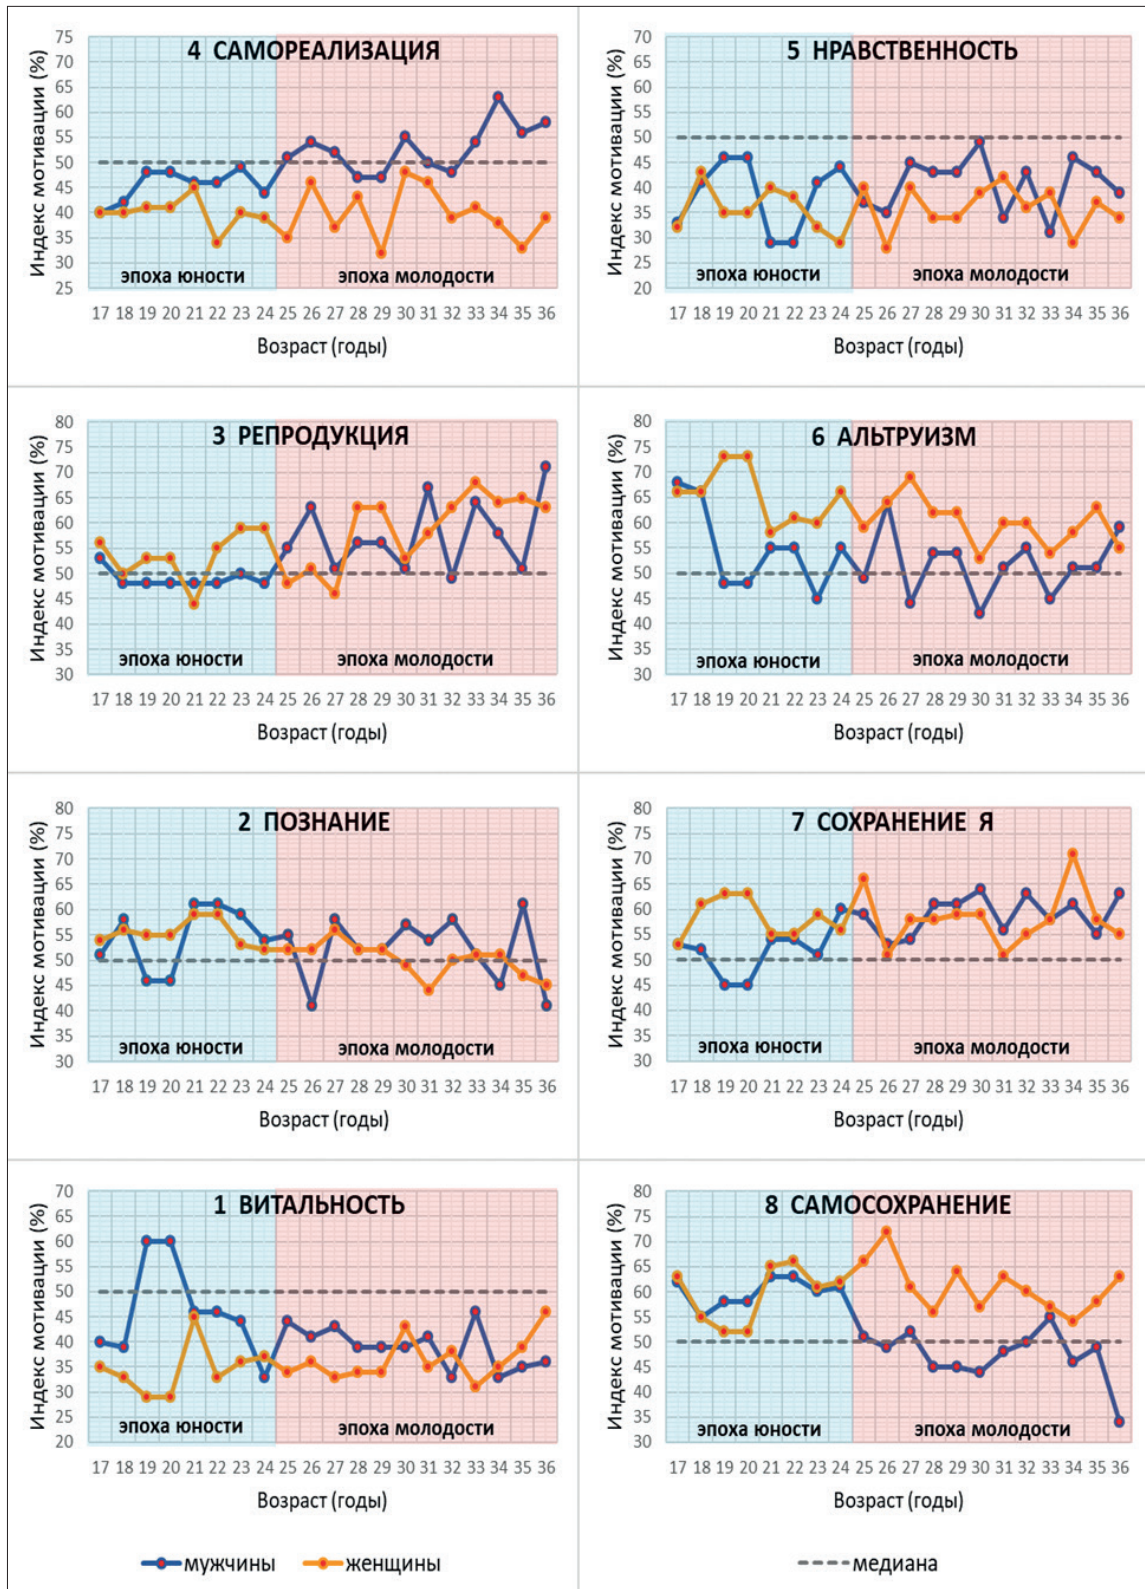 4 САМОРЕАЛИЗАЦИЯ
Индекс мотивации (%)
75
70
65
60
55
50
45
40
35
30
25
эпоха юности эпоха молодости
17 18 19 20 21 22 23 24 25 26 27 28 29 30 31 32 33 34 35 36
Возраст (годы)
5 НРАВСТВЕННОСТЬ
Индекс мотивации (%)
70
65
60
55
50
45
40
35
30
25
20
эпоха юности эпоха молодости
17 18 19 20 21 22 23 24 25 26 27 28 29 30 31 32 33 34 35 36
Возраст (годы)
3 РЕПРОДУКЦИЯ
Индекс мотивации (%)
80
75
70
65
60
55
50
45
40
35
30
эпоха юности эпоха молодости
17 18 19 20 21 22 23 24 25 26 27 28 29 30 31 32 33 34 35 36
Возраст (годы)
6 АЛЬТРУИЗМ
Индекс мотивации (%)
80
75
70
65
60
55
50
45
40
35
30
эпоха юности эпоха молодости
17 18 19 20 21 22 23 24 25 26 27 28 29 30 31 32 33 34 35 36
Возраст (годы)
2 ПОЗНАНИЕ
Индекс мотивации (%)
80
75
70
65
60
55
50
45
40
35
30
эпоха юности эпоха молодости
17 18 19 20 21 22 23 24 25 26 27 28 29 30 31 32 33 34 35 36
Возраст (годы)
7 СОХРАНЕНИЕ Я
Индекс мотивации (%)
80
75
70
65
60
55
50
45
40
35
30
эпоха юности эпоха молодости
17 18 19 20 21 22 23 24 25 26 27 28 29 30 31 32 33 34 35 36
Возраст (годы)
1 ВИТАЛЬНОСТЬ
Индекс мотивации (%)
70
65
60
55
50
45
40
35
30
25
20
эпоха юности эпоха молодости
17 18 19 20 21 22 23 24 25 26 27 28 29 30 31 32 33 34 35 36
Возраст (годы)
8 САМОСОХРАНЕНИЕ
Индекс мотивации (%)
80
75
70
65
60
55
50
45
40
35
30
эпоха юности эпоха молодости
17 18 19 20 21 22 23 24 25 26 27 28 29 30 31 32 33 34 35 36
Возраст (годы)
мужчины женщины медиана